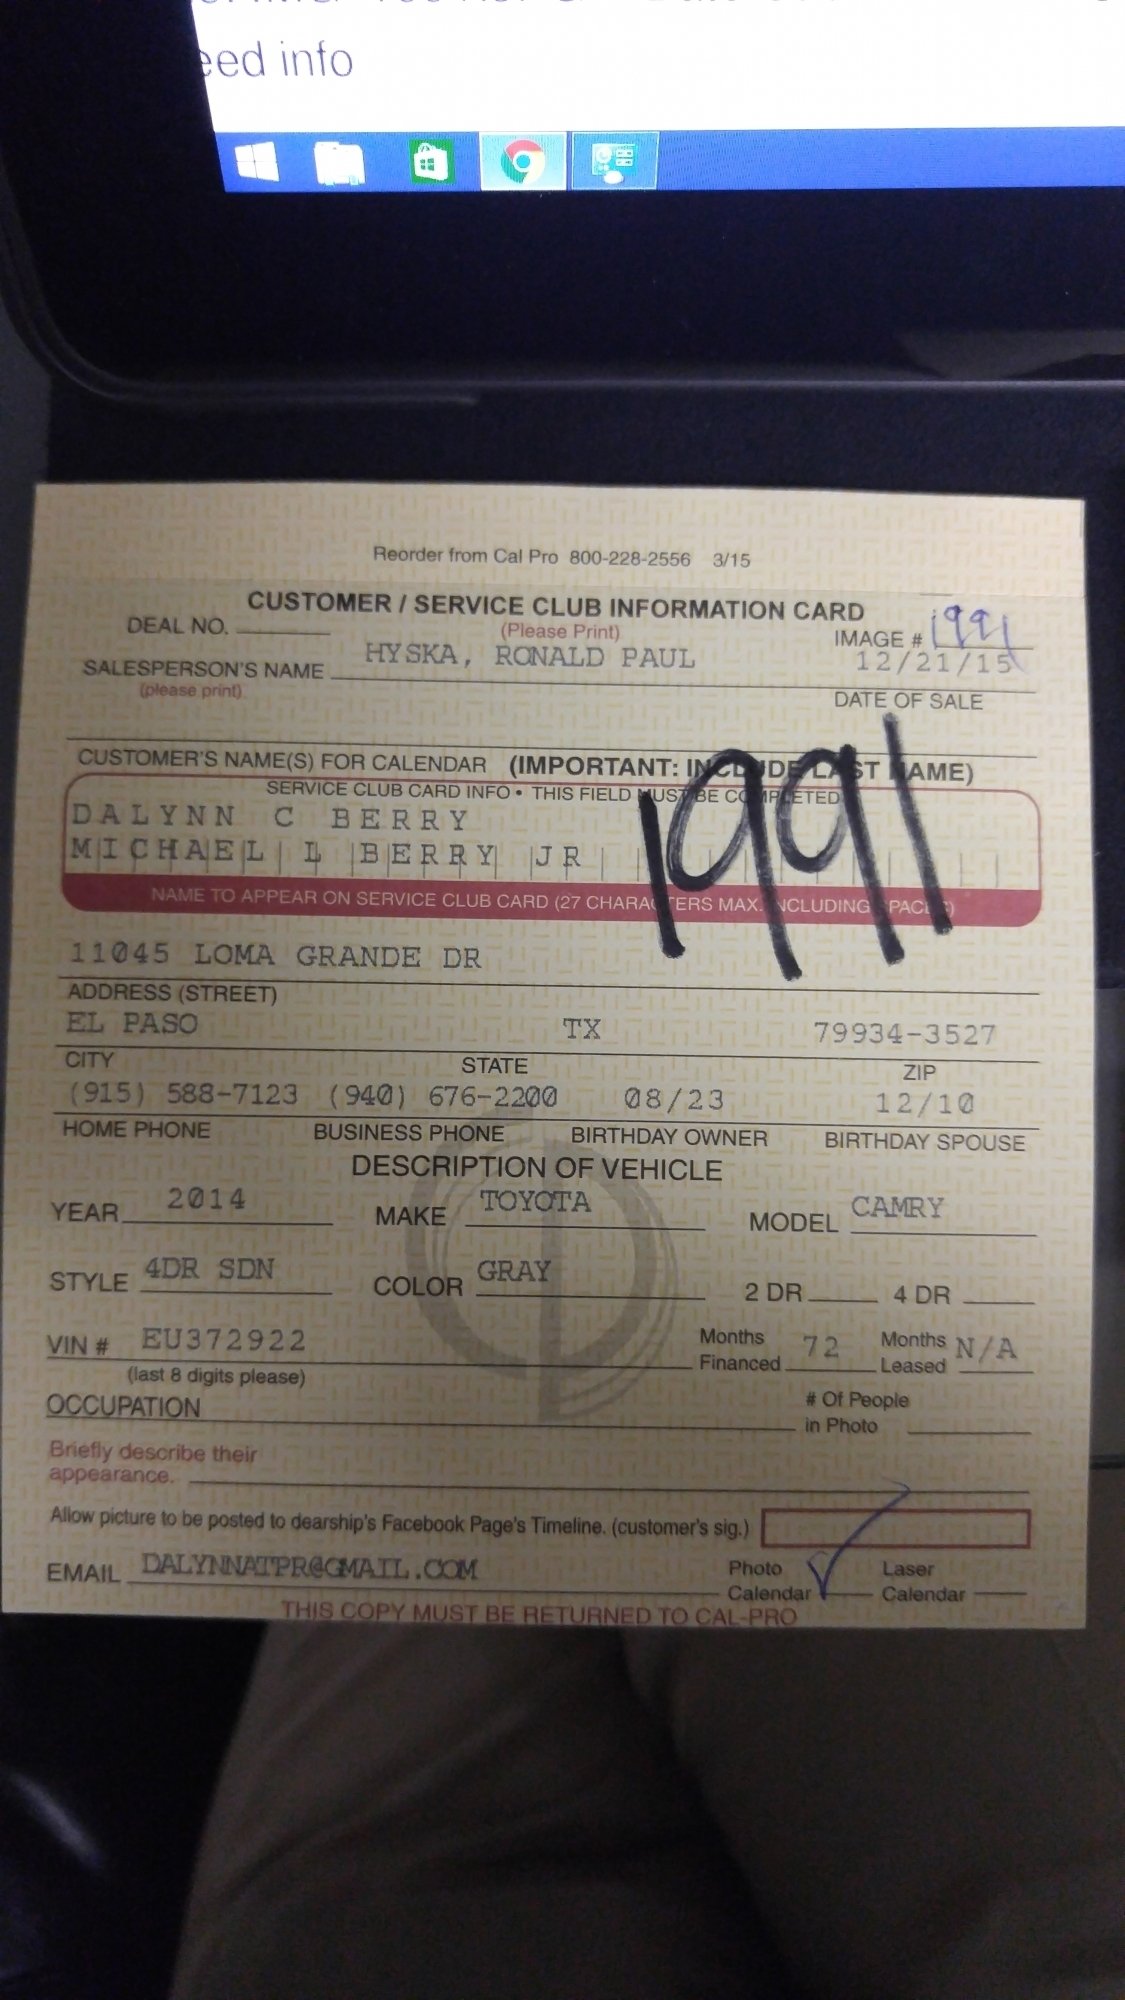 eed info
Reorder from Cal Pro 800-228-2556 3/15
CUSTOMER / SERVICE CLUB INFORMATION CARD
(Please Print)
DEAL NO.
IMAGE # 1991
SALESPERSON'S NAME HYSKA, RONALD PAUL 12/21/15
(please print)
DATE OF SALE
CUSTOMER'S NAME(S) FOR CALENDAR (IMPORTANT: INCLUDE LAST NAME)
SERVICE CLUB CARD INFO • THIS FIELD MUST BE COMPLETED
DALYNN C BERRY
MICHAEL L BERRY JR
1991
NAME TO APPEAR ON SERVICE CLUB CARD (27 CHARACTERS MAX. INCLUDING SPACES)
11045 LOMA GRANDE DR
ADDRESS (STREET)
EL PASO TX 79934-3527
CITY STATE ZIP
(915) 588-7123 (940) 676-2200 08/23 12/10
HOME PHONE BUSINESS PHONE BIRTHDAY OWNER BIRTHDAY SPOUSE
DESCRIPTION OF VEHICLE
YEAR 2014 MAKE TOYOTA MODEL CAMRY
STYLE 4DR SDN COLOR GRAY 2 DR 4 DR
VIN # EU372922 Months Financed 72 Months Leased N/A
(last 8 digits please)
OCCUPATION # Of People in Photo
Briefly describe their
appearance.
Allow picture to be posted to dearship's Facebook Page's Timeline. (customer's sig.)
EMAIL DALYNNATPR@GMAIL.COM Photo Calendar Laser Calendar
THIS COPY MUST BE RETURNED TO CAL-PRO